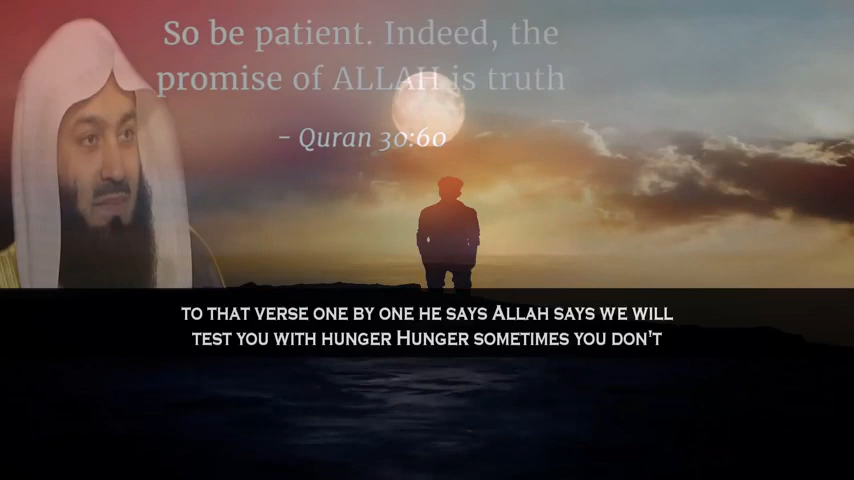 So be patient. Indeed, the
promise of ALLAH is truth
- Quran 30:60
TO THAT VERSE ONE BY ONE HE SAYS ALLAH SAYS WE WILL
TEST YOU WITH HUNGER HUNGER SOMETIMES YOU DON'T